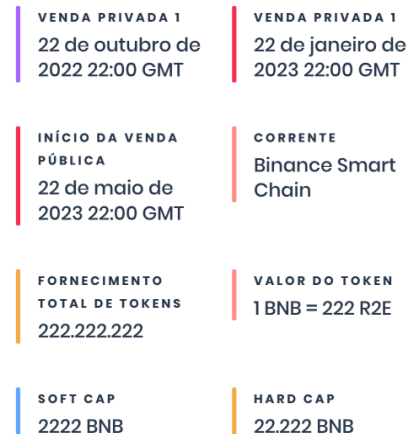 VENDA PRIVADA 1
22 de outubro de
2022 22:00 GMT
VENDA PRIVADA 1
22 de janeiro de
2023 22:00 GMT
INÍCIO DA VENDA
PÚBLICA
22 de maio de
2023 22:00 GMT
CORRENTE
Binance Smart
Chain
FORNECIMENTO
TOTAL DE TOKENS
222.222.222
VALOR DO TOKEN
1 BNB = 222 R2E
SOFT CAP
2222 BNB
HARD CAP
22.222 BNB